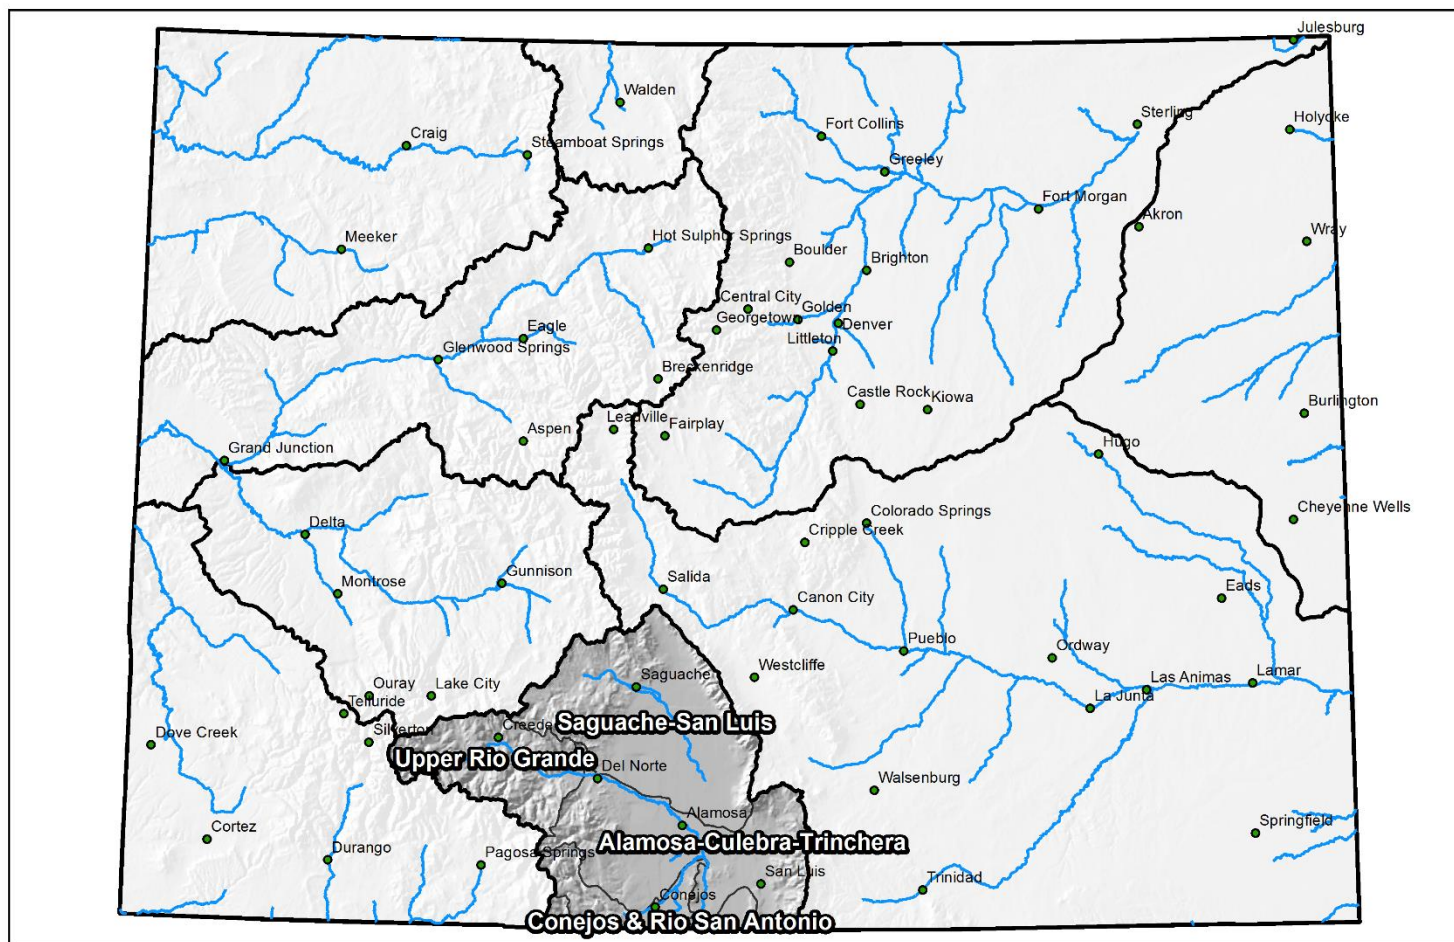 Julesburg
Walden
Sterling
Holyoke
Fort Collins
Craig
Steamboat Springs
Greeley
Fort Morgan
Akron
Wray
Meeker
Hot Sulphur Springs
Boulder
Brighton
Central City
Golden
Georgetown
Denver
Eagle
Littleton
Glenwood Springs
Breckenridge
Castle Rock
Kiowa
Burlington
Leadville
Fairplay
Aspen
Hugo
Grand Junction
Cheyenne Wells
Colorado Springs
Delta
Cripple Creek
Gunnison
Montrose
Salida
Eads
Canon City
Pueblo
Ordway
Westcliffe
Saguache
Lamar
Las Animas
Ouray
Lake City
La Junta
Telluride
Saguache-San Luis
Creede
Silverton
Dove Creek
Upper Rio Grande
Del Norte
Walsenburg
Alamosa
Springfield
Cortez
Alamosa-Culebra-Trinchera
Durango
Pagosa Springs
San Luis
Trinidad
Conejos
Conejos & Rio San Antonio